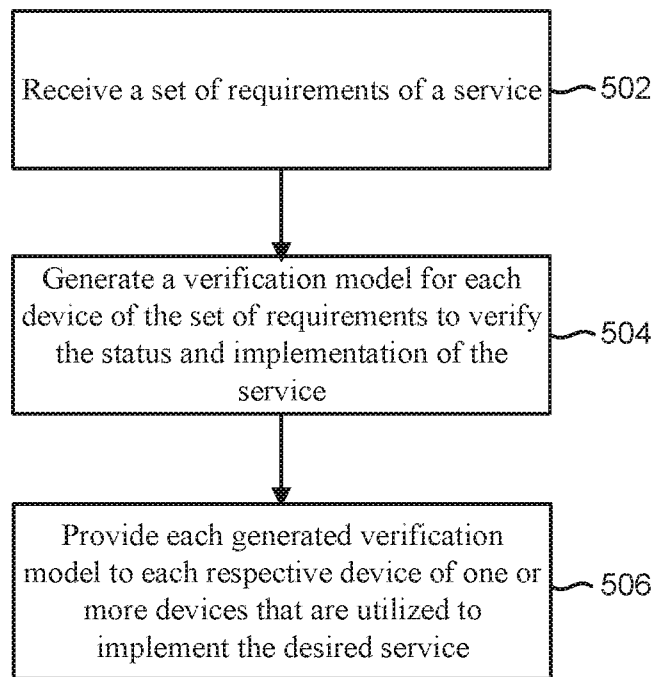 Receive a set of requirements of a service
502
Generate a verification model for each
device of the set of requirements to verify
the status and implementation of the
service
504
Provide each generated verification
model to each respective device of one or
more devices that are utilized to
implement the desired service
506